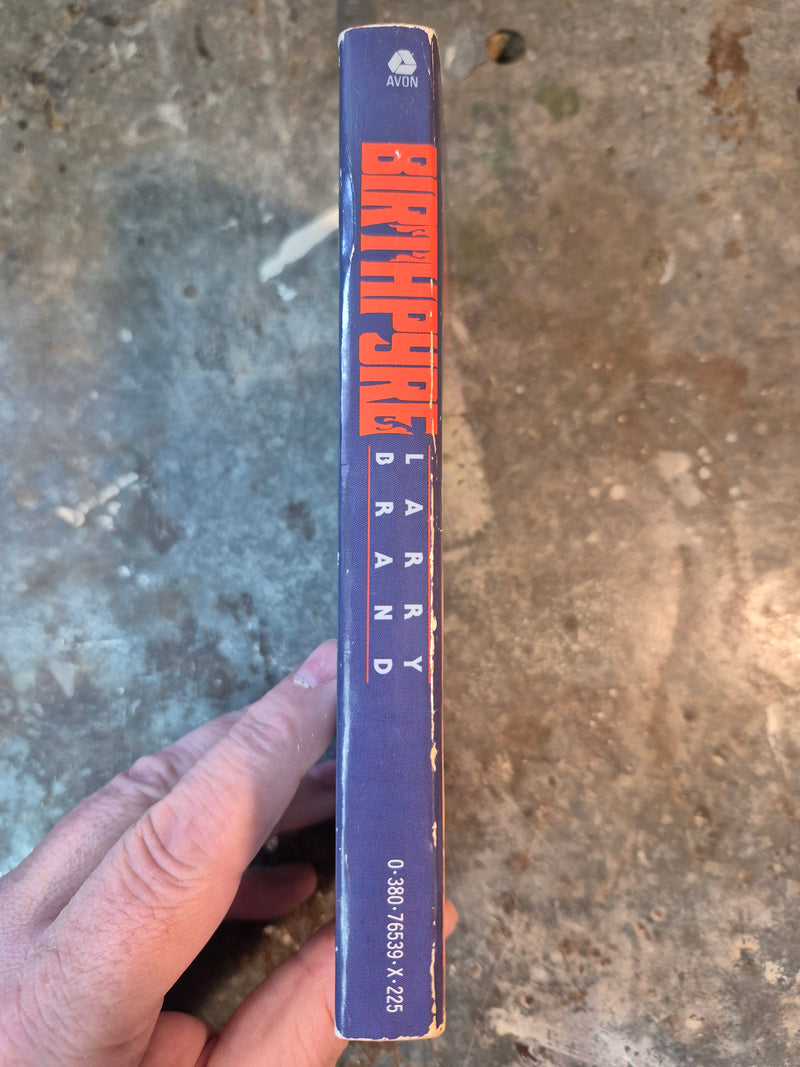 AVON
BIRTHPYRE
LARRY
BRAND
0·380·76539·X·225